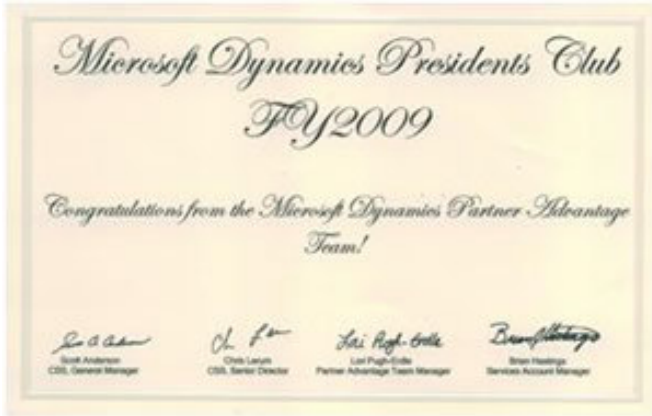 Microsoft Dynamics Presidents Club
FY2009
Congratulations from the Microsoft Dynamics Partner Advantage
Team!
Scott Anderson
CSS, General Manager
Chris
CSS, Senior Director
Lori Pugh-Erdle
Partner Advantage Team Manager
Brian Hastings
Services Account Manager